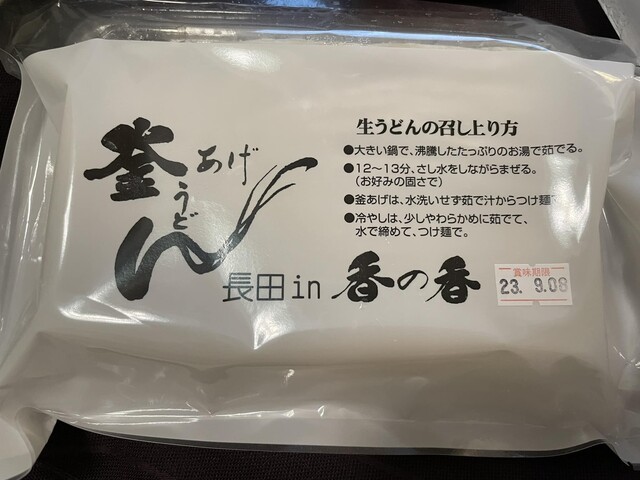 釜あげ
うどん
長田in香の香
生うどんの召し上り方
●大きい鍋で、沸騰したたっぷりのお湯で茹でる。
●12〜13分、さし水をしながらまぜる。
(お好みの固さで)
●釜あげは、水洗いせず茹で汁からつけ麺
●冷やしは、少しやわらかめに茹でて、
水で締めて、つけ麺で。
賞味期限
23. 9.08